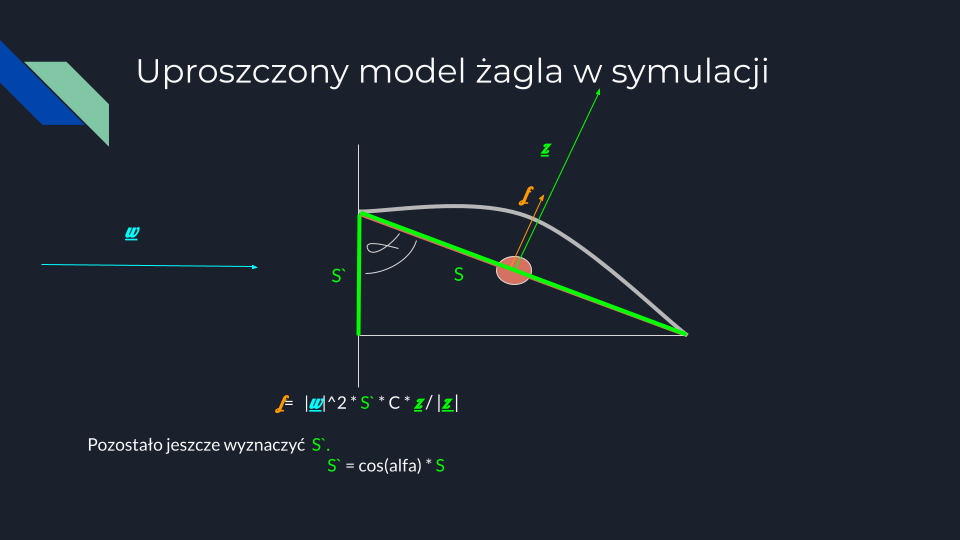 Uproszczony model żagla w symulacji
z
f
w
α
S`
S
f= |w|^2 * S` * C * z / |z|
Pozostało jeszcze wyznaczyć S`.
S` = cos(alfa) * S